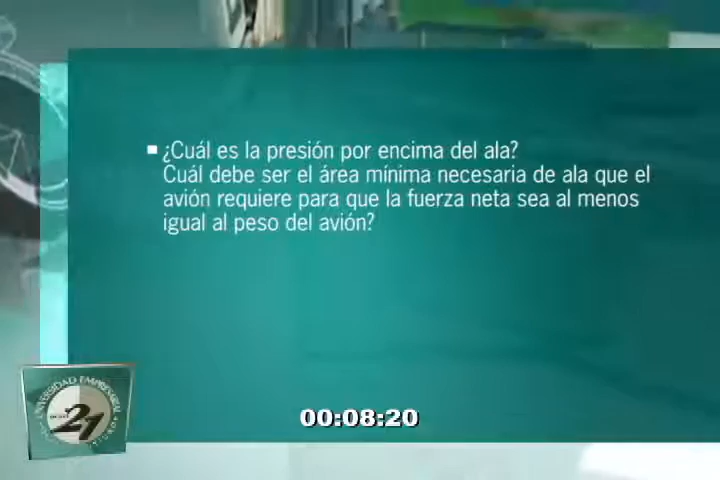 ¿Cuál es la presión por encima del ala?
Cuál debe ser el área mínima necesaria de ala que el
avión requiere para que la fuerza neta sea al menos
igual al peso del avión?
UNIVERSIDAD EMPRESARIAL
21
00:08:20